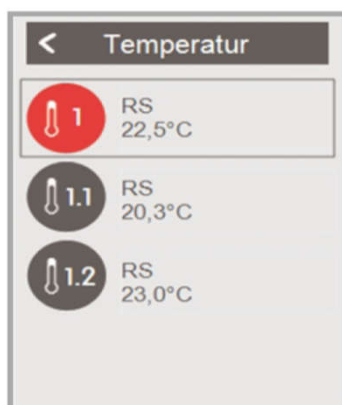 < Temperatur
1 RS
22,5°C
1.1 RS
20,3°C
1.2 RS
23,0°C